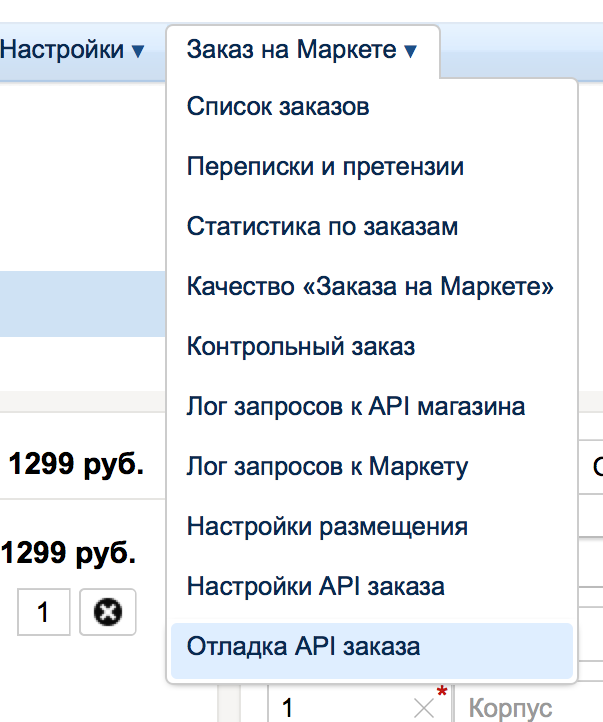 Настройки ▾ Заказ на Маркете ▾
Список заказов
Переписки и претензии
Статистика по заказам
Качество «Заказа на Маркете»
Контрольный заказ
Лог запросов к API магазина
1299 руб.
Лог запросов к Маркету
Настройки размещения
1299 руб.
Настройки API заказа
1
Отладка API заказа
1
* Корпус